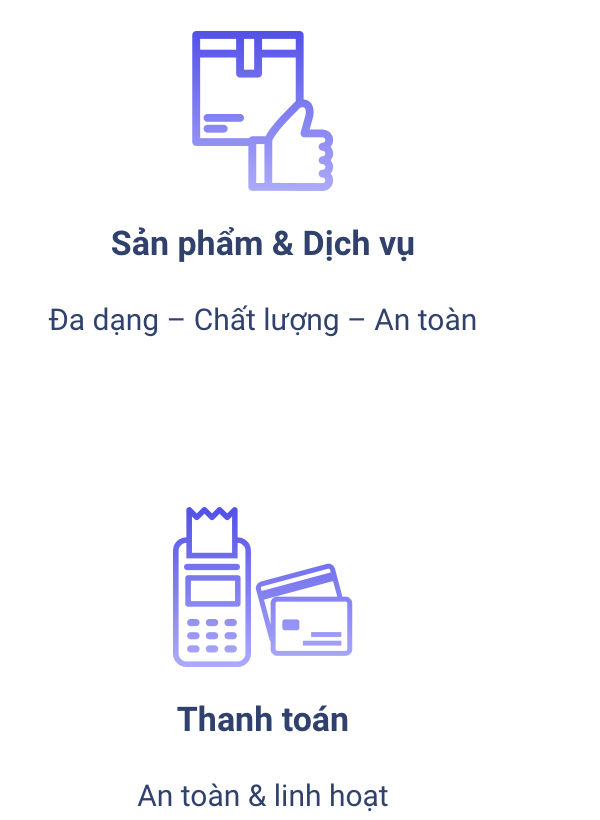 Sản phẩm & Dịch vụ
Đa dạng – Chất lượng – An toàn
Thanh toán
An toàn & linh hoạt